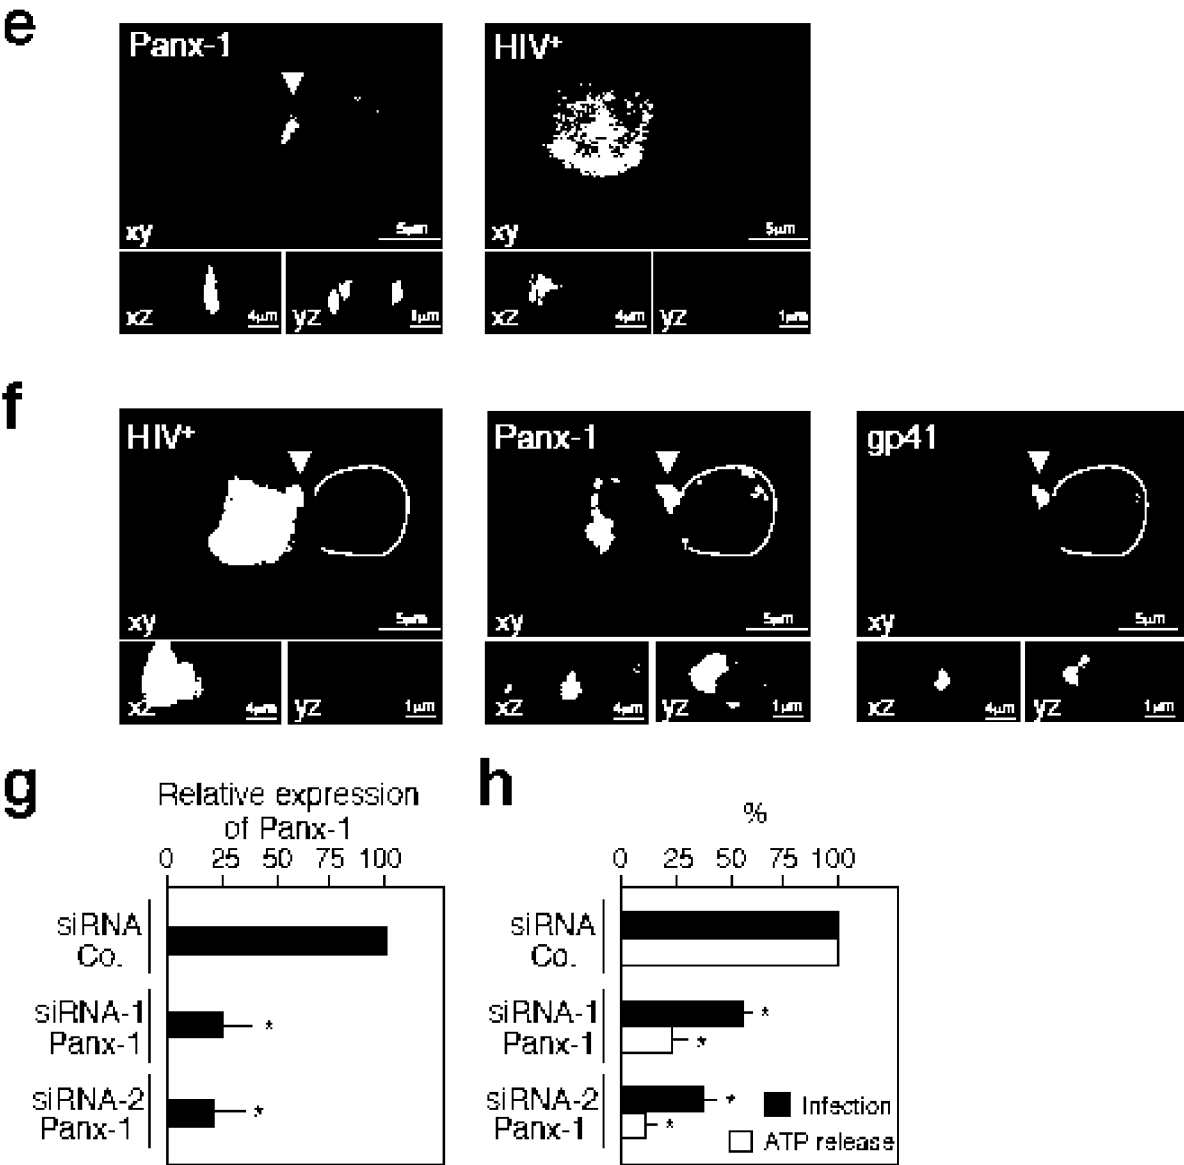 e
Panx-1
HIV+
xy
5μm
xy
5μm
xz
4μm
yz
1μm
xz
4μm
yz
1μm
f
HIV+
Panx-1
gp41
xy
5μm
xy
5μm
xy
5μm
xz
4μm
yz
1μm
xz
4μm
yz
1μm
xz
4μm
yz
1μm
g
Relative expression
of Panx-1
0 25 50 75 100
siRNA
Co.
siRNA-1
Panx-1
*
siRNA-2
Panx-1
*
h
%
0 25 50 75 100
siRNA
Co.
siRNA-1
Panx-1
*
*
siRNA-2
Panx-1
*
*
Infection
ATP release